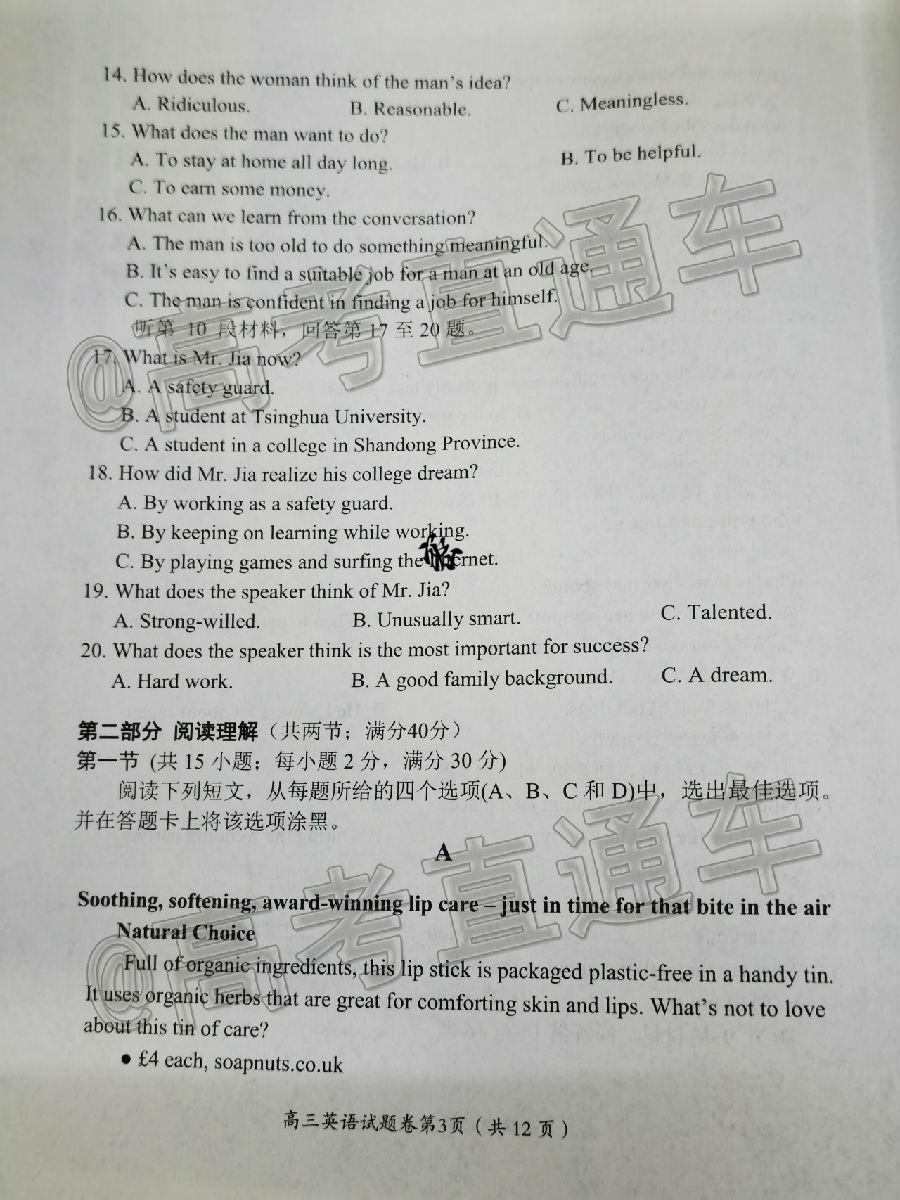 14. How does the woman think of the man's idea?
A. Ridiculous. B. Reasonable. C. Meaningless.
15. What does the man want to do?
A. To stay at home all day long. B. To be helpful.
C. To earn some money.
16. What can we learn from the conversation?
A. The man is too old to do something meaningful.
B. It's easy to find a suitable job for a man at an old age.
C. The man is confident in finding a job for himself.
听第 10 段材料，回答第 17 至 20 题。
17. What is Mr. Jia now?
A. A safety guard.
B. A student at Tsinghua University.
C. A student in a college in Shandong Province.
18. How did Mr. Jia realize his college dream?
A. By working as a safety guard.
B. By keeping on learning while working.
C. By playing games and surfing the Internet.
19. What does the speaker think of Mr. Jia?
A. Strong-willed. B. Unusually smart. C. Talented.
20. What does the speaker think is the most important for success?
A. Hard work. B. A good family background. C. A dream.
第二部分 阅读理解（共两节；满分40分）
第一节 (共 15 小题；每小题 2 分，满分 30 分)
阅读下列短文，从每题所给的四个选项(A、B、C 和 D)中，选出最佳选项。
并在答题卡上将该选项涂黑。
A
Soothing, softening, award-winning lip care – just in time for that bite in the air
Natural Choice
Full of organic ingredients, this lip stick is packaged plastic-free in a handy tin.
It uses organic herbs that are great for comforting skin and lips. What's not to love
about this tin of care?
● £4 each, soapnuts.co.uk
高三英语试题卷第3页（共 12 页）
@高考直通车
@高考直通车